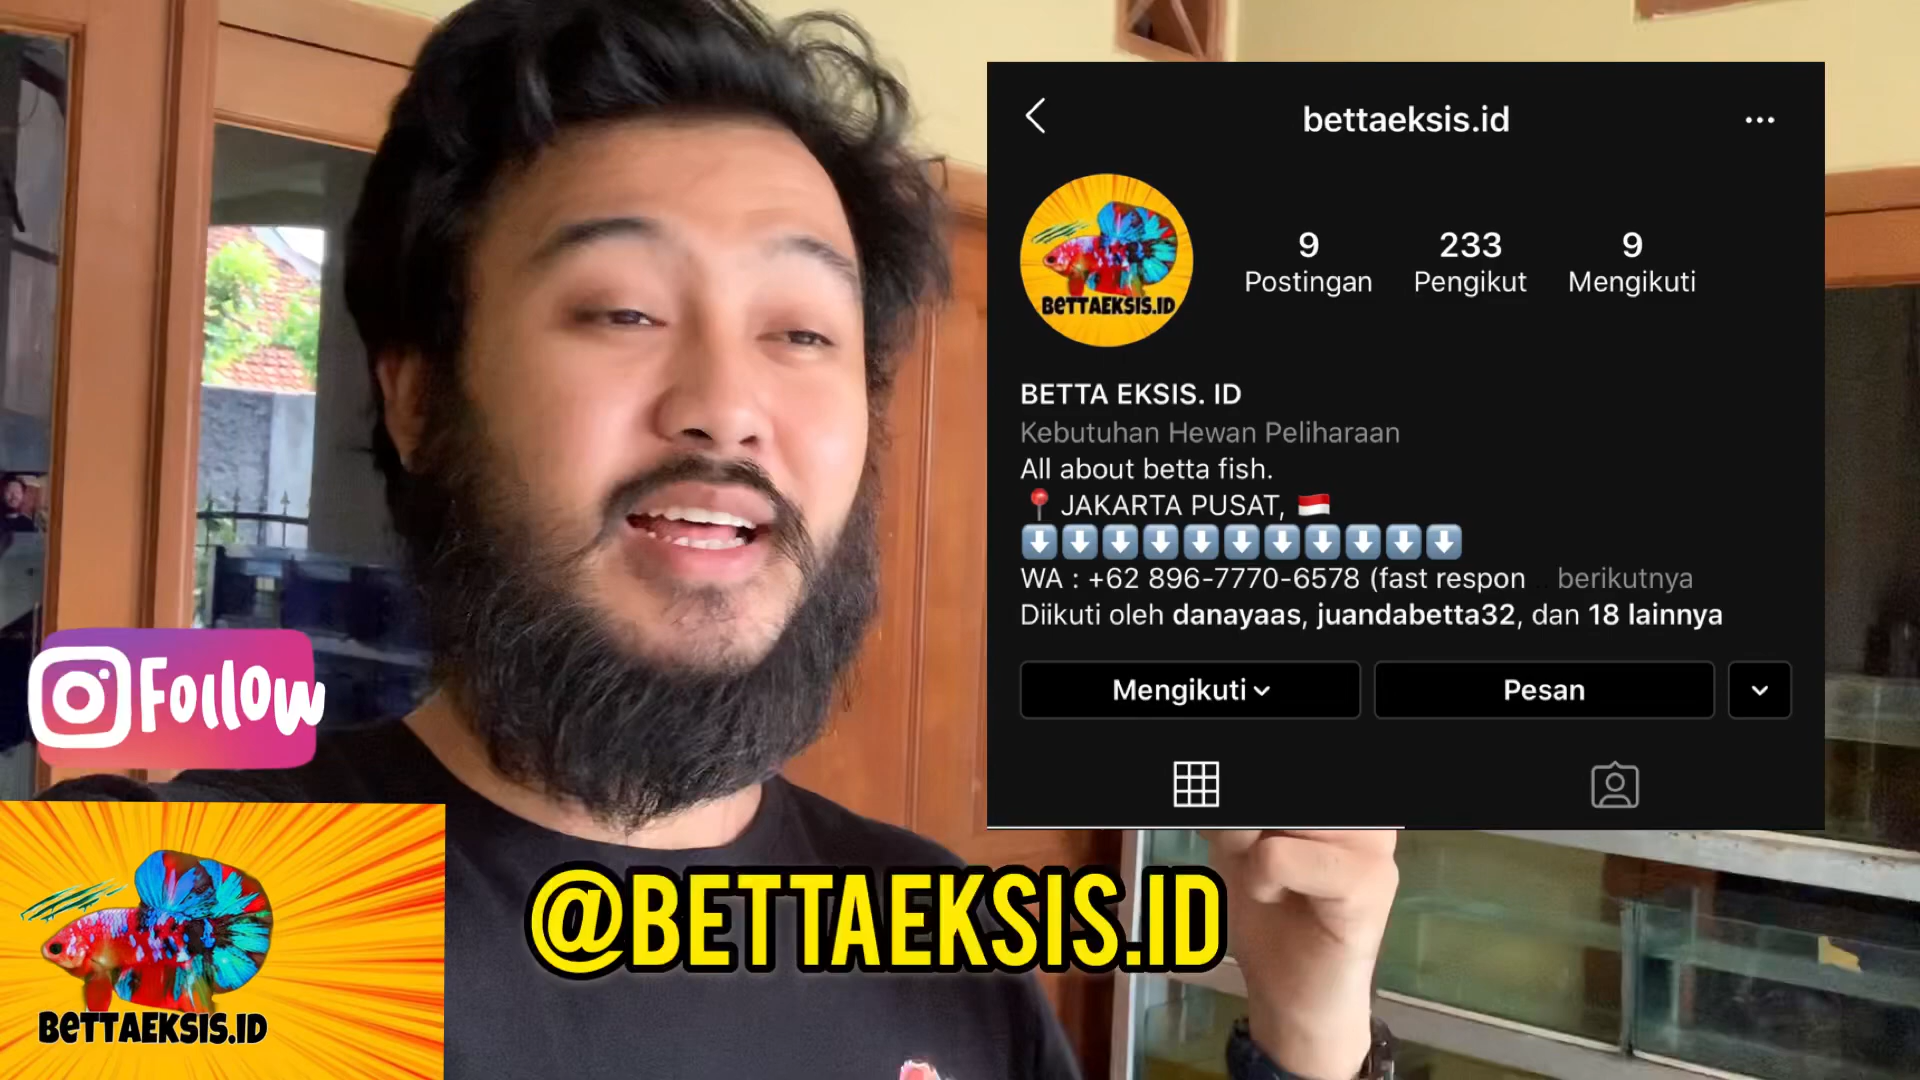 bettaeksis.id
BETTAEKSIS.ID
9
233
9
Postingan
Pengikut
Mengikuti
BETTA EKSIS. ID
Kebutuhan Hewan Peliharaan
All about betta fish.
JAKARTA PUSAT,
WA : +62 896-7770-6578 (fast respon ... berikutnya
Diikuti oleh danayaas, juandabetta32, dan 18 lainnya
Mengikuti
Pesan
Follow
@BETTAEKSIS.ID
BETTAEKSIS.ID